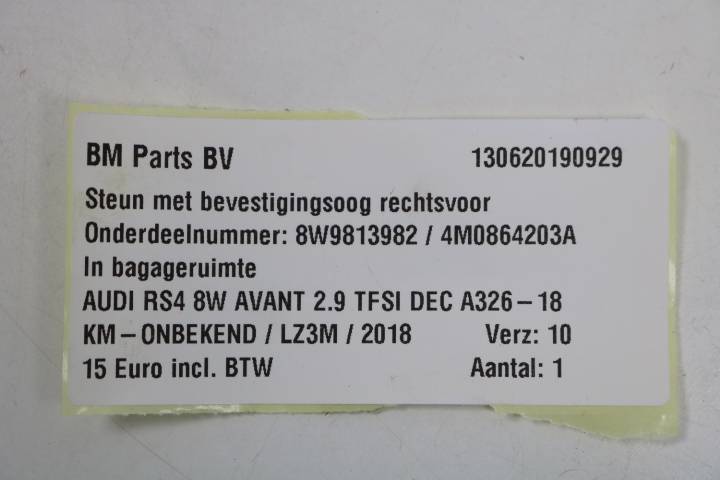 BM Parts BV 130620190929
Steun met bevestigingsoog rechtsvoor
Onderdeelnummer: 8W9813982 / 4M0864203A
In bagageruimte
AUDI RS4 8W AVANT 2.9 TFSI DEC A326-18
KM-ONBEKEND / LZ3M / 2018 Verz: 10
15 Euro incl. BTW Aantal: 1